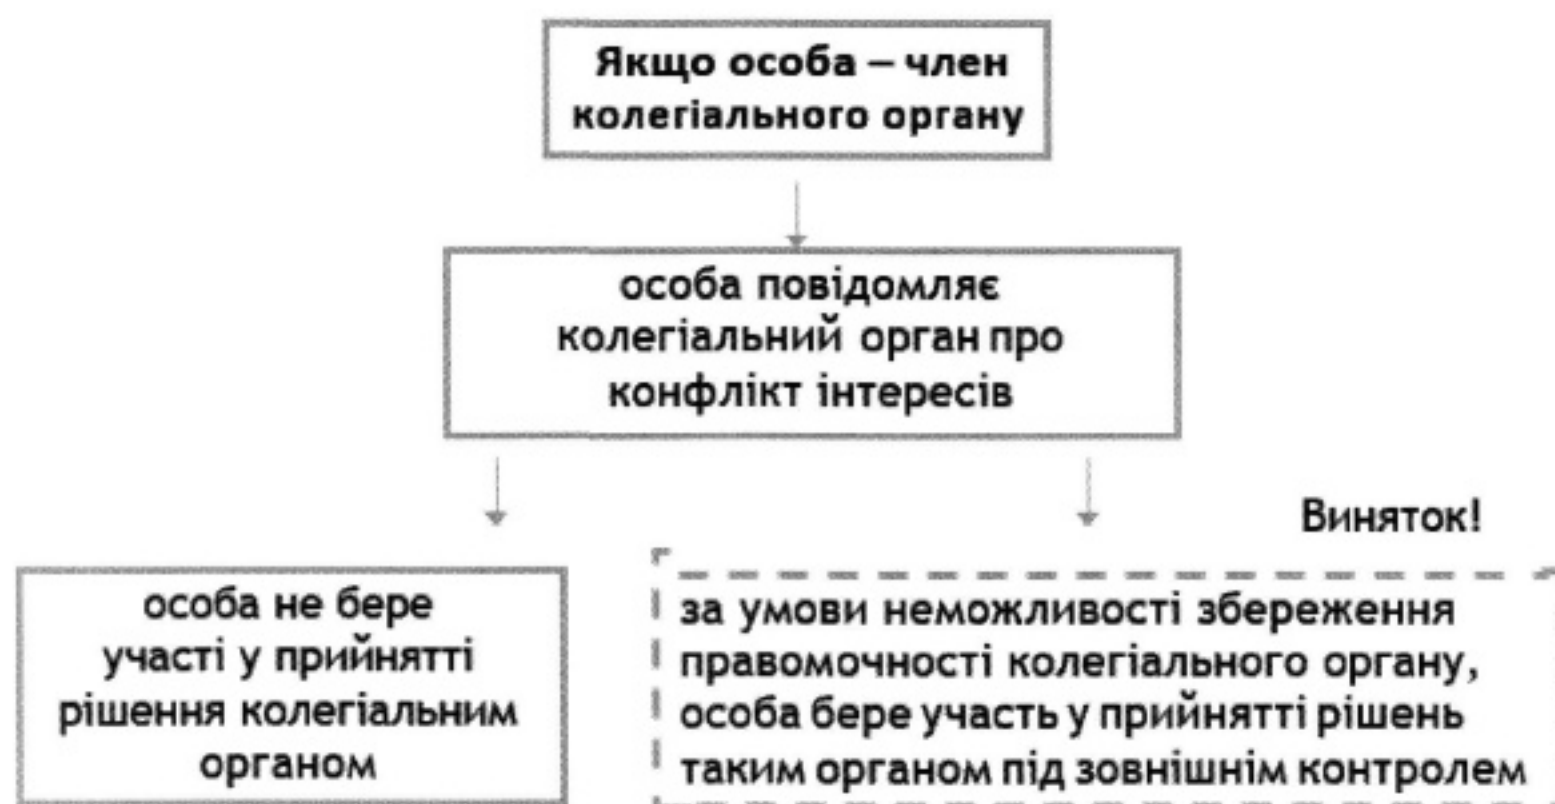 Якщо особа – член
колегіального органу
особа повідомляє
колегіальний орган про
конфлікт інтересів
особа не бере
участі у прийнятті
рішення колегіальним
органом
Виняток!
за умови неможливості збереження
правомочності колегіального органу,
особа бере участь у прийнятті рішень
таким органом під зовнішнім контролем